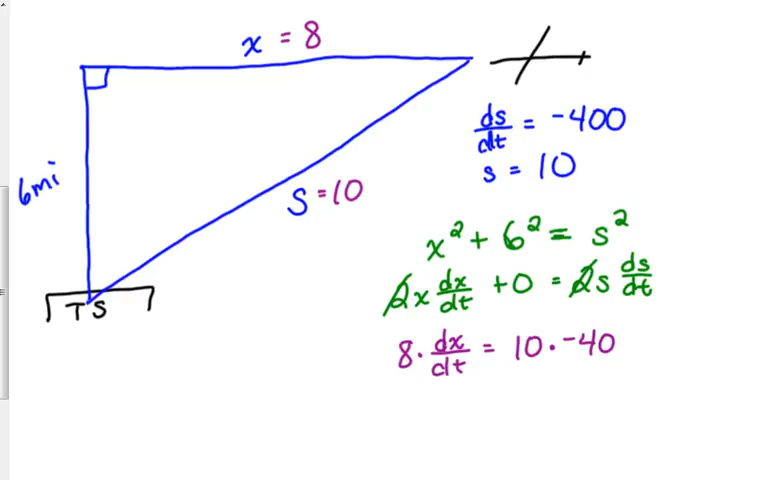 x = 8
6mi
S = 10
TS
ds/dt = -400
s = 10
x² + 6² = s²
2x dx/dt + 0 = 2s ds/dt
8 · dx/dt = 10 · -40